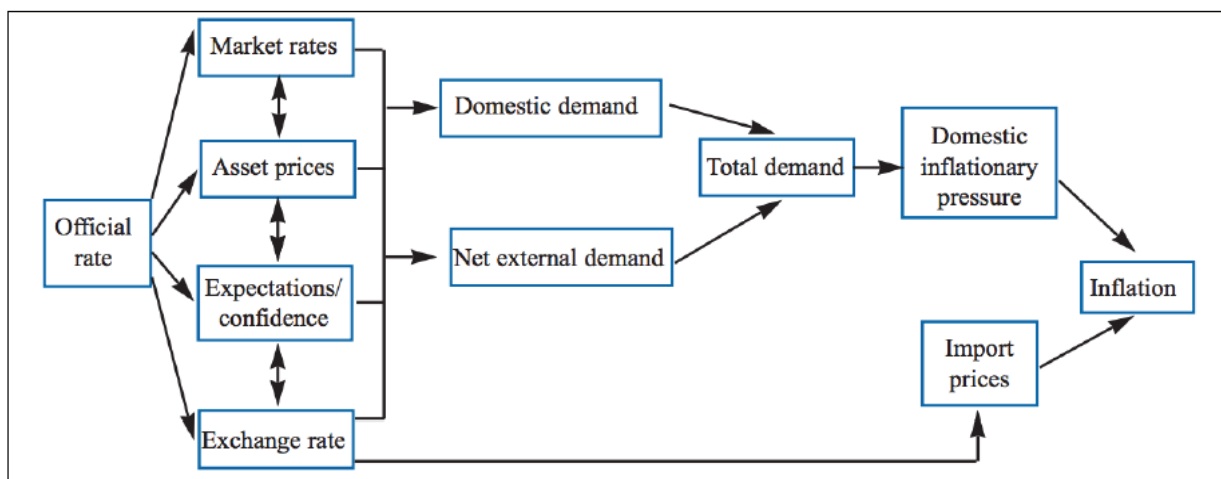 Official
rate
Market rates
Asset prices
Expectations/
confidence
Exchange rate
Domestic demand
Net external demand
Total demand
Domestic
inflationary
pressure
Import
prices
Inflation